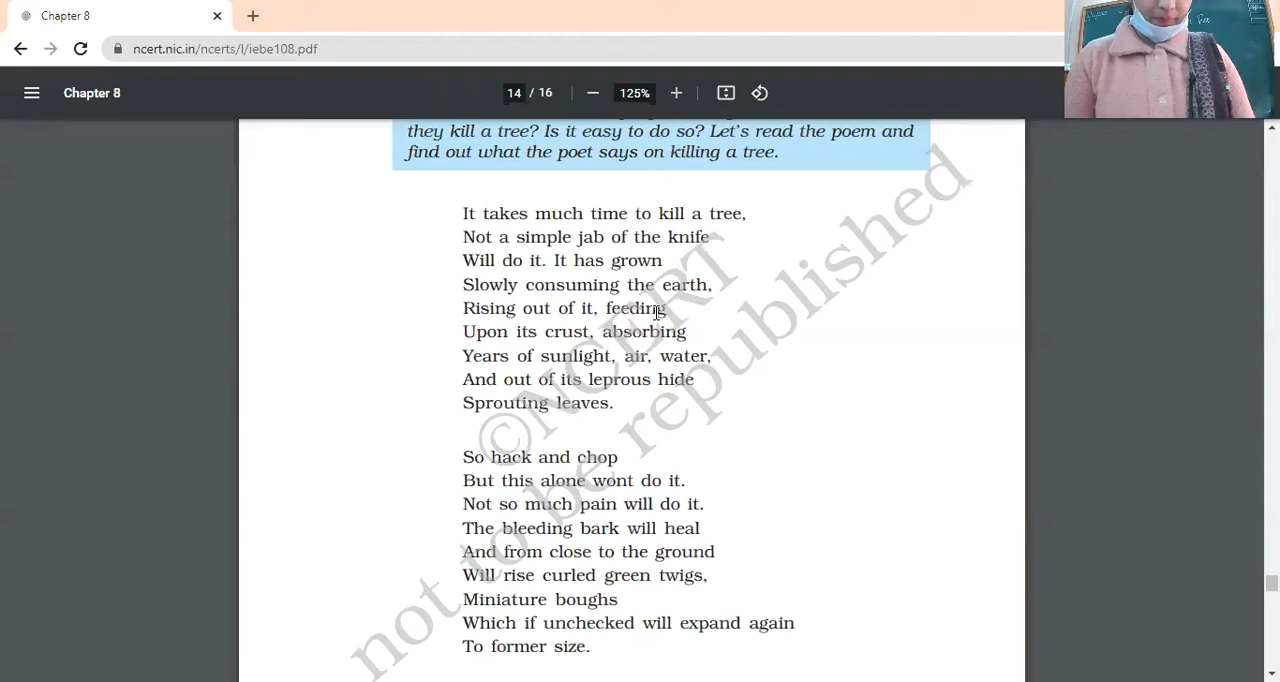 Chapter 8
ncert.nic.in/ncerts/l/iebe108.pdf
Chapter 8
14 / 16
125%
they kill a tree? Is it easy to do so? Let's read the poem and
find out what the poet says on killing a tree.
It takes much time to kill a tree,
Not a simple jab of the knife
Will do it. It has grown
Slowly consuming the earth,
Rising out of it, feeding
Upon its crust, absorbing
Years of sunlight, air, water,
And out of its leprous hide
Sprouting leaves.
So hack and chop
But this alone wont do it.
Not so much pain will do it.
The bleeding bark will heal
And from close to the ground
Will rise curled green twigs,
Miniature boughs
Which if unchecked will expand again
To former size.
©NCERT
not to be republished